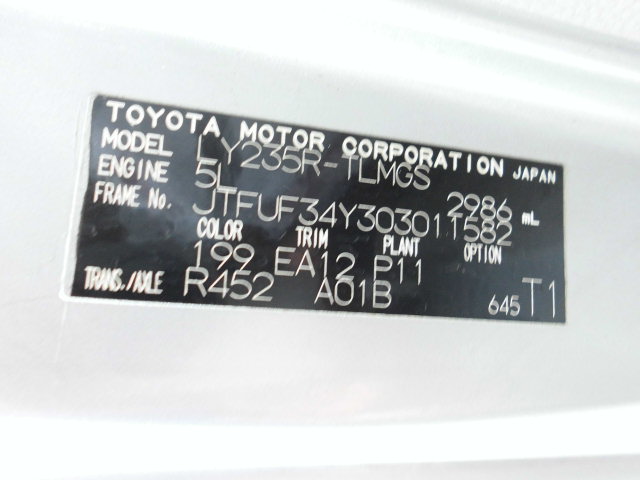 TOYOTA MOTOR CORPORATION JAPAN
MODEL LY235R-TLMGS
ENGINE 5L 2986 mL
FRAME No. JTFUF34Y303011582
COLOR TRIM PLANT OPTION
199 EA12 P11
TRANS./AXLE R452 A01B 645 T1